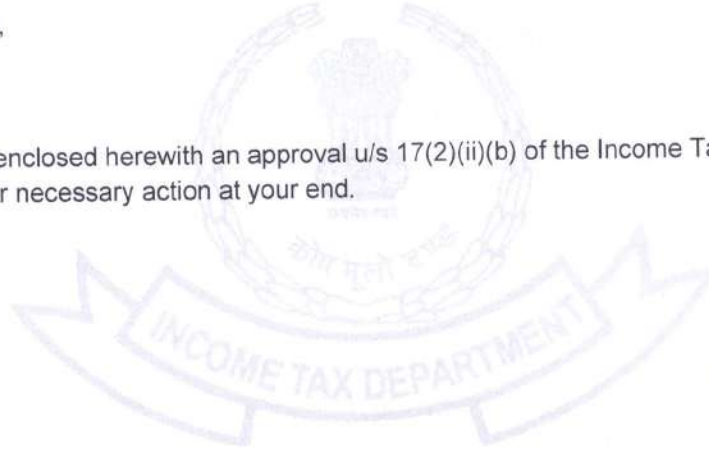 ,
enclosed herewith an approval u/s 17(2)(ii)(b) of the Income Ta
r necessary action at your end.
कोष मूलो दण्डः
INCOME TAX DEPARTMENT